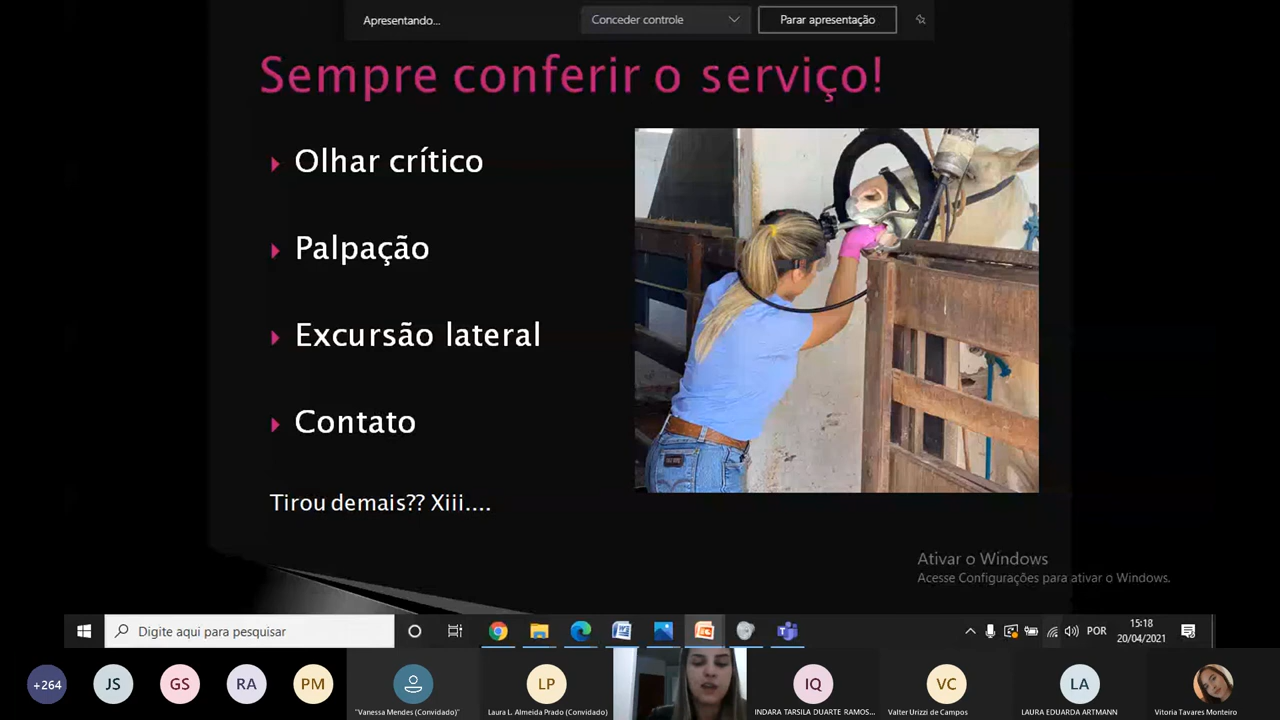 Apresentando...
Conceder controle
Parar apresentação
Sempre conferir o serviço!
Olhar crítico
Palpação
Excursão lateral
Contato
Tirou demais?? Xiii....
Ativar o Windows
Acesse Configurações para ativar o Windows.
Digite aqui para pesquisar
POR
15:18
20/04/2021
+264
JS
GS
RA
PM
"Vanessa Mendes (Convidado)"
LP
Laura L. Almeida Prado (Convidado)
IQ
INDARA TARSILA DUARTE RAMOS...
VC
Valter Urizzi de Campos
LA
LAURA EDUARDA ARTMANN
Vitoria Tavares Monteiro